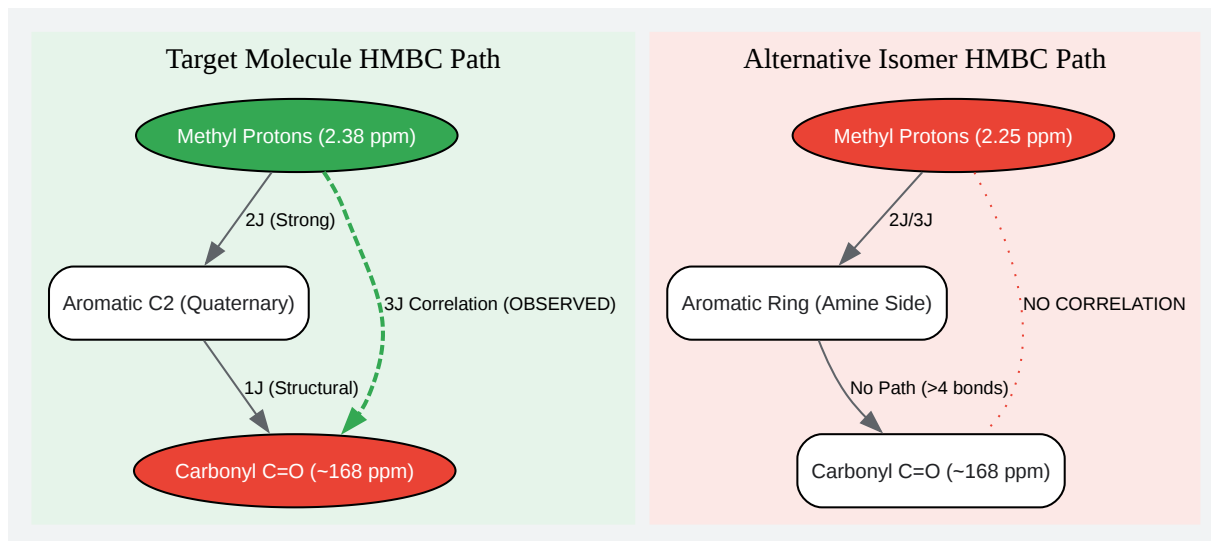 Target Molecule HMBC Path
Methyl Protons (2.38 ppm)
2J (Strong)
Aromatic C2 (Quaternary)
3J Correlation (OBSERVED)
1J (Structural)
Carbonyl C=O (~168 ppm)
Alternative Isomer HMBC Path
Methyl Protons (2.25 ppm)
2J/3J
Aromatic Ring (Amine Side)
NO CORRELATION
No Path (>4 bonds)
Carbonyl C=O (~168 ppm)